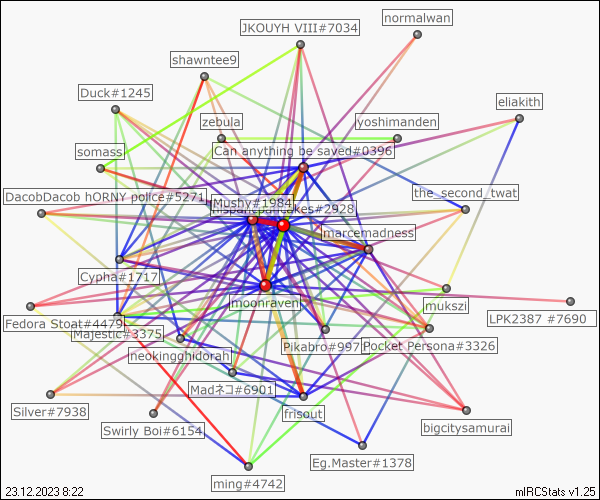 normalwan
JKOUYH VIII#7034
shawntee9
Duck#1245
eliakith
zebula
yoshimanden
somass
Can anything be saved#0396
DacobDacob hORNY police#5271
the_second_twat
Mushy#1984
hispanicpancakes#2928
marcemadness
Cypha#1717
moonraven
mukszi
LPK2387 #7690
Fedora Stoat#4479
Majestic#3375
Pikabro#997
Pocket Persona#3326
neokingghidorah
Madネコ#6901
Silver#7938
frisout
bigcitysamurai
Swirly Boi#6154
Eg.Master#1378
ming#4742
23.12.2023 8:22
mIRCStats v1.25